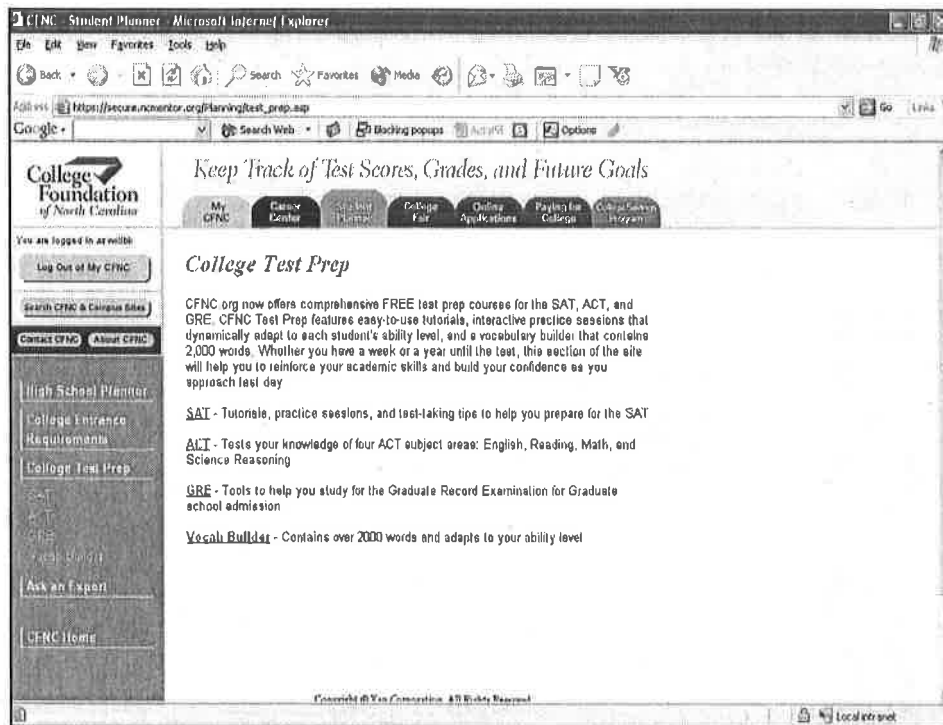 CFNC - Student Planner - Microsoft Internet Explorer
File Edit View Favorites Tools Help
Back Search Favorites Media
Address https://secure.ncmentor.org/Planning/test_prep.asp Go Links
Google Search Web Blocking popups Options
College
Foundation
of North Carolina
Keep Track of Test Scores, Grades, and Future Goals
My
CFNC
Career
Center
Student
Planner
College
Fair
Online
Applications
Paying for
College
You are logged in as
Log Out of My CFNC
Search CFNC & Campus Sites
Contact CFNC About CFNC
High School Planner
College Entrance
Requirements
College Test Prep
SAT
ACT
GRE
Vocab Builder
Ask an Expert
CFNC Home
College Test Prep
CFNC.org now offers comprehensive FREE test prep courses for the SAT, ACT, and
GRE. CFNC Test Prep features easy-to-use tutorials, interactive practice sessions that
dynamically adapt to each student's ability level, and a vocabulary builder that contains
2,000 words. Whether you have a week or a year until the test, this section of the site
will help you to reinforce your academic skills and build your confidence as you
approach test day
SAT - Tutorials, practice sessions, and test-taking tips to help you prepare for the SAT
ACT - Tests your knowledge of four ACT subject areas: English, Reading, Math, and
Science Reasoning
GRE - Tools to help you study for the Graduate Record Examination for Graduate
school admission
Vocab Builder - Contains over 2000 words and adapts to your ability level
Copyright © Xap Corporation. All Rights Reserved
Local intranet